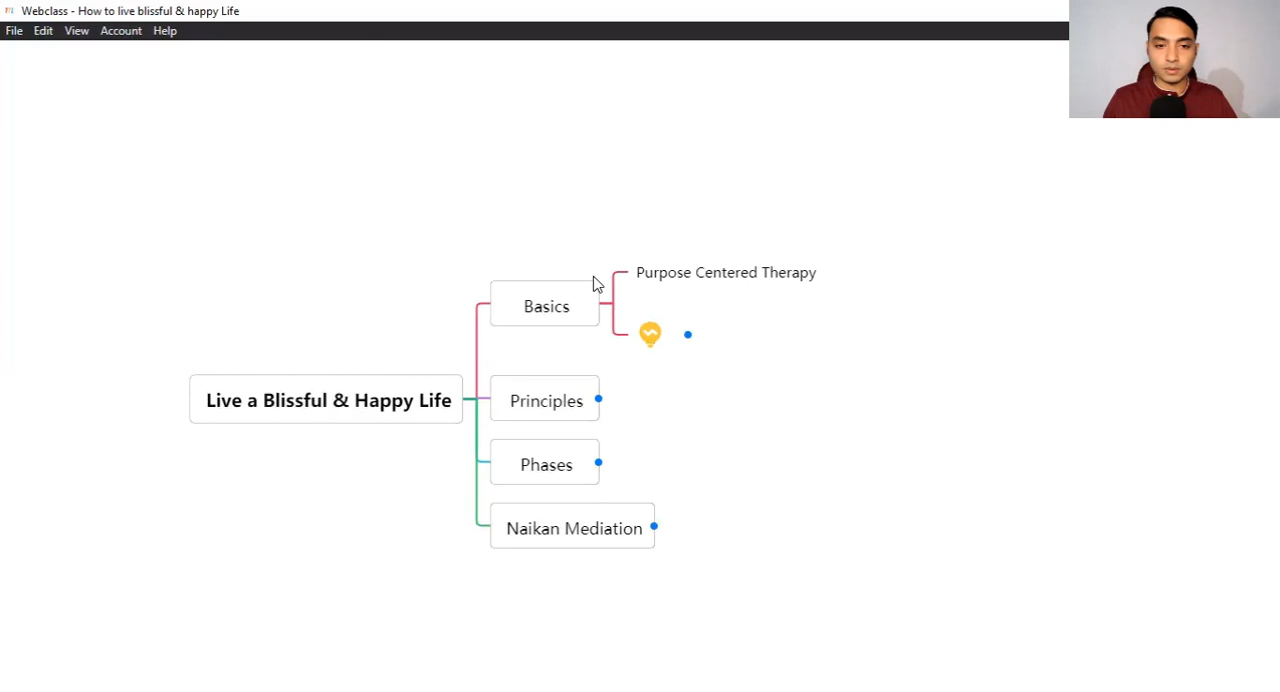 Webclass - How to live blissful & happy Life
File Edit View Account Help
Purpose Centered Therapy
Basics
Principles
Live a Blissful & Happy Life
Phases
Naikan Mediation